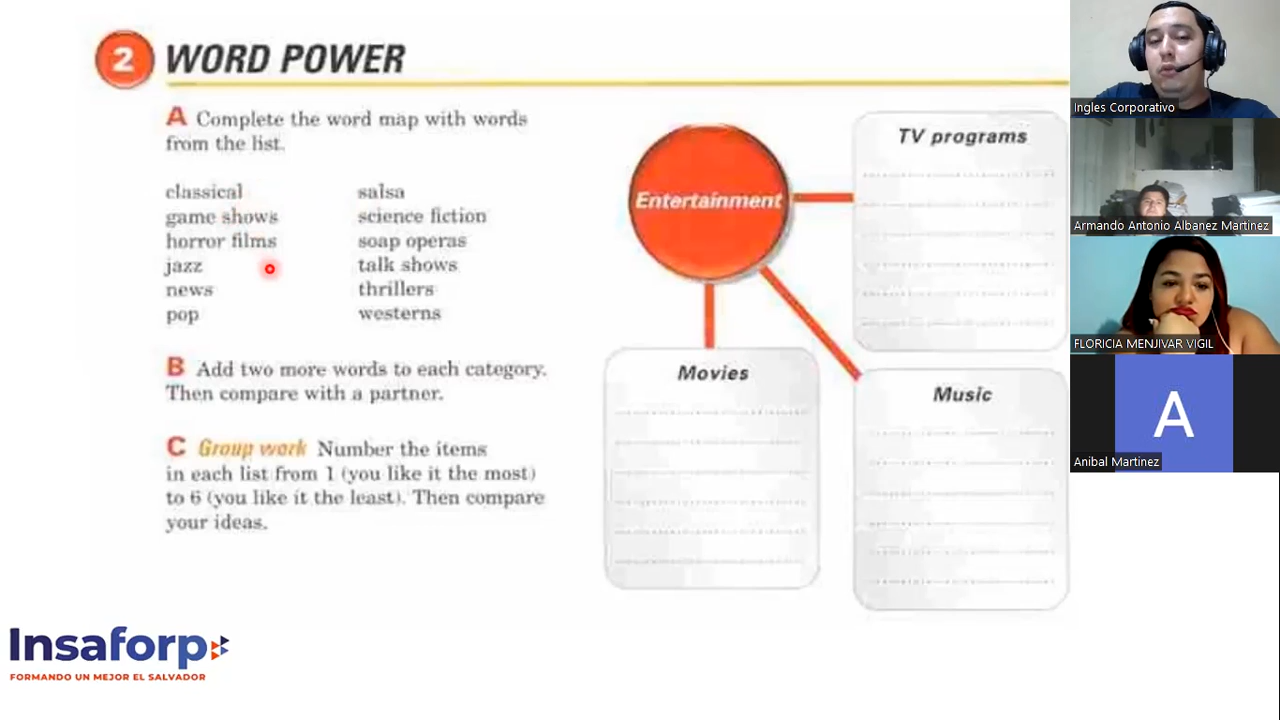 2 WORD POWER
A Complete the word map with words
from the list.
classical
game shows
horror films
jazz
news
pop
salsa
science fiction
soap operas
talk shows
thrillers
westerns
B Add two more words to each category.
Then compare with a partner.
C Group work Number the items
in each list from 1 (you like it the most)
to 6 (you like it the least). Then compare
your ideas.
Entertainment
TV programs
Movies
Music
Insaforp
FORMANDO UN MEJOR EL SALVADOR
Ingles Corporativo
Armando Antonio Albanez Martinez
FLORICIA MENJIVAR VIGIL
A
Anibal Martinez